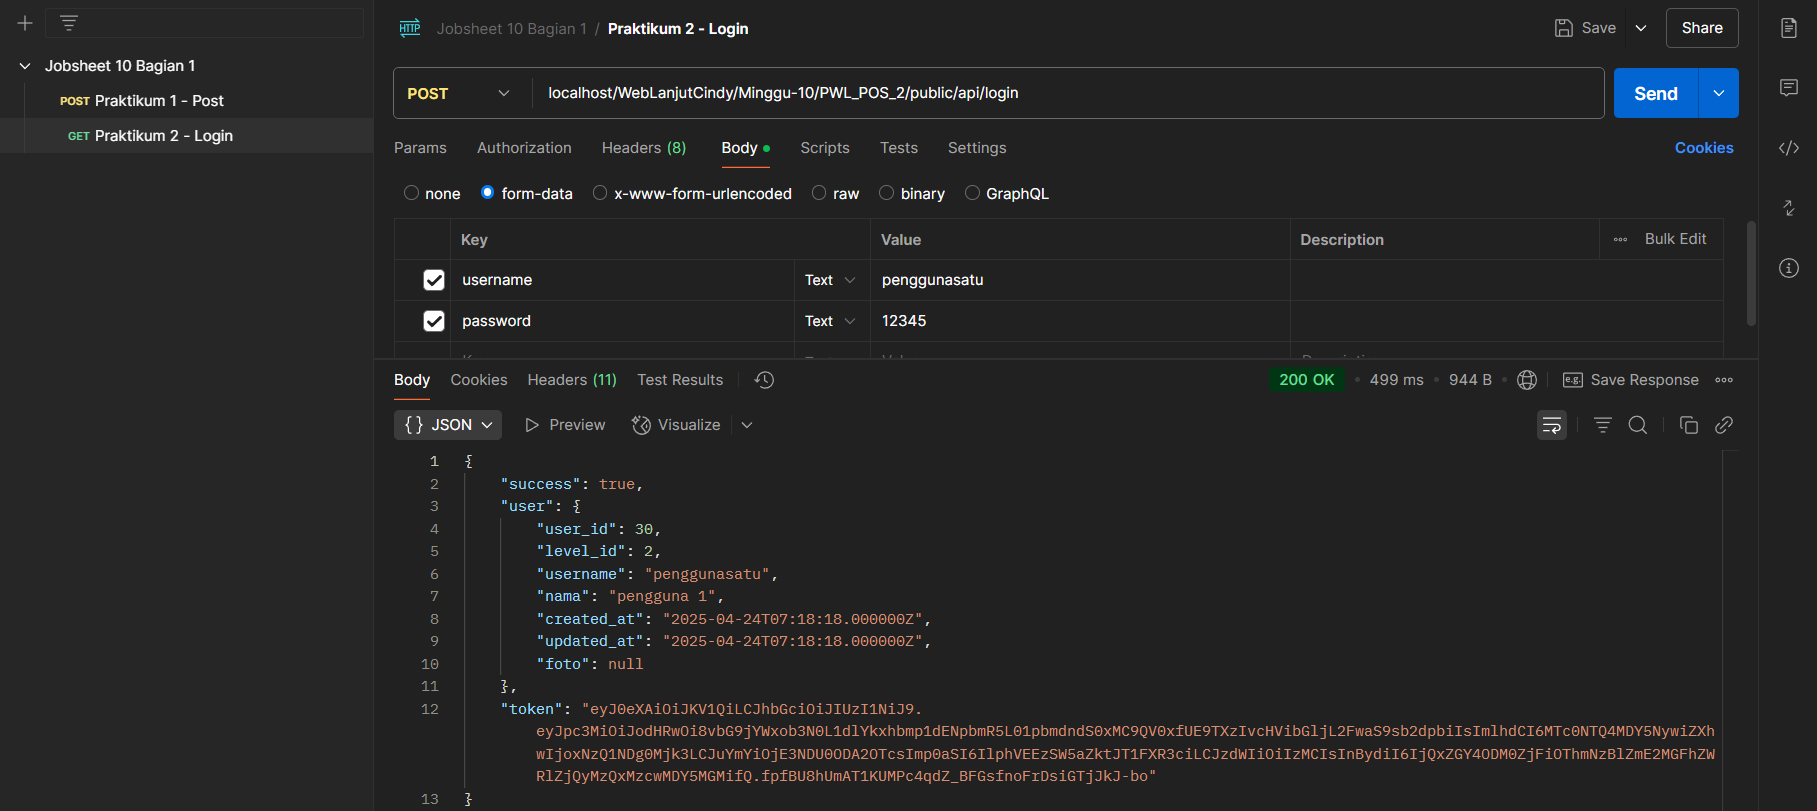 HTTP Jobsheet 10 Bagian 1 / Praktikum 2 - Login Save Share
Jobsheet 10 Bagian 1
POST Praktikum 1 - Post
GET Praktikum 2 - Login
POST localhost/WebLanjutCindy/Minggu-10/PWL_POS_2/public/api/login Send
Params Authorization Headers (8) Body Scripts Tests Settings Cookies
none form-data x-www-form-urlencoded raw binary GraphQL
Key Value Description Bulk Edit
username Text penggunasatu
password Text 12345
Body Cookies Headers (11) Test Results 200 OK • 499 ms • 944 B • e.g. Save Response
{} JSON Preview Visualize
1 {
2 "success": true,
3 "user": {
4 "user_id": 30,
5 "level_id": 2,
6 "username": "penggunasatu",
7 "nama": "pengguna 1",
8 "created_at": "2025-04-24T07:18:18.000000Z",
9 "updated_at": "2025-04-24T07:18:18.000000Z",
10 "foto": null
11 },
12 "token": "eyJ0eXAiOiJKV1QiLCJhbGciOiJIUzI1NiJ9.
eyJpc3MiOiJodHRwOi8vbG9jYWxob3N0L1dlYkxhbmp1dENpbmR5L01pbmdndS0xMC9QV0xfUE9TXzIvcHVibGljL2FwaS9sb2dpbiIsImlhdCI6MTc0NTQ4MDY5NywiZXh
wIjoxNzQ1NDg0Mjk3LCJuYmYiOjE3NDU0ODA2OTcsImp0aSI6IlphVEEzSW5aZktJT1FXR3ciLCJzdWIiOiIzMCIsInBydiI6IjQxZGY4ODM0ZjFiOThmNzBlZmE2MGFhZW
RlZjQyMzQxMzcwMDY5MGMifQ.fpfBU8hUmAT1KUMPc4qdZ_BFGsfnoFrDsiGTjJkJ-bo"
13 }